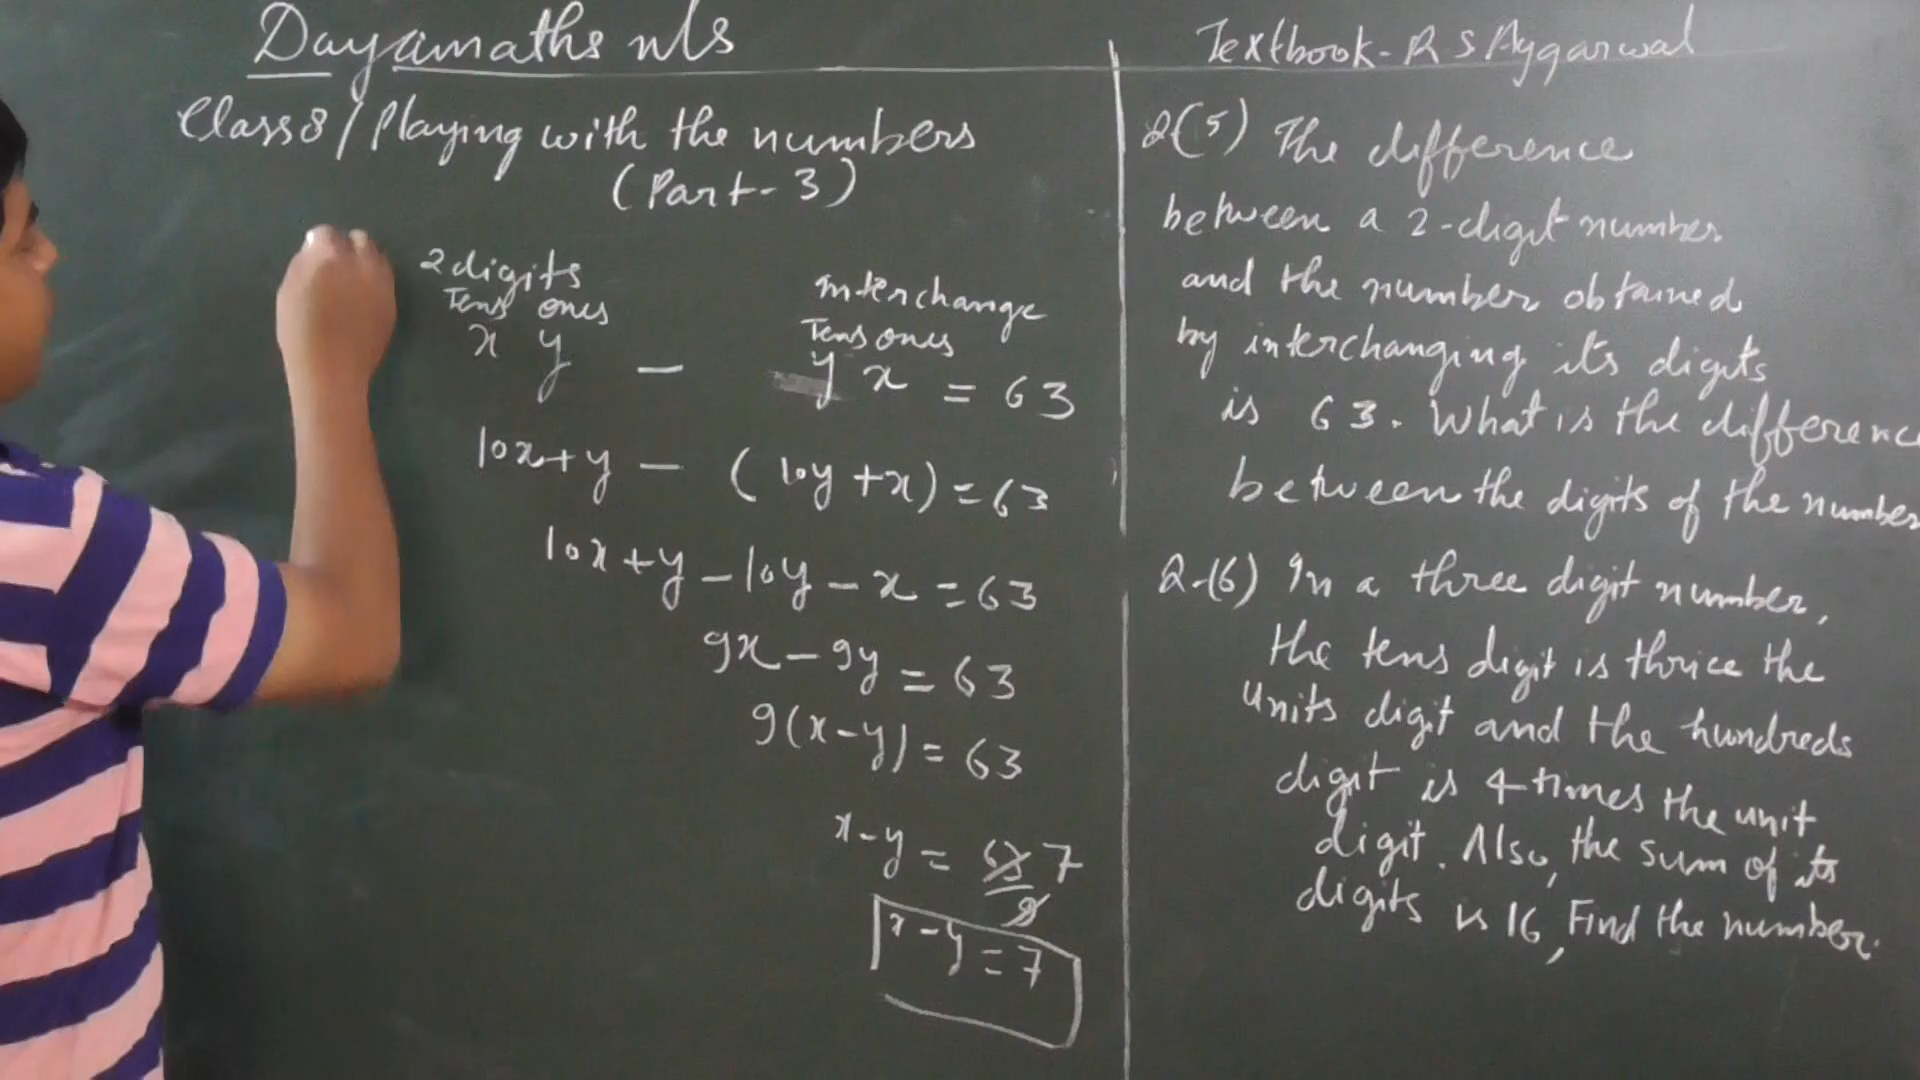 Dayamaths nls
Class 8/Playing with the numbers
(Part-3)
2 digits
Tens ones
x y
—
interchange
Tens ones
y x = 63
10x+y — (10y+x)=63
10x+y-10y-x=63
9x-9y=63
9(x-y)=63
x-y=63/9 7
x-y=7
Textbook-RS Aggarwal
Q(5) The difference
between a 2-digit number
and the number obtained
by interchanging its digits
is 63. What is the difference
between the digits of the number
Q-(6) In a three digit number,
the tens digit is thrice the
units digit and the hundreds
digit is 4 times the unit
digit. Also, the sum of its
digits is 16, Find the number.